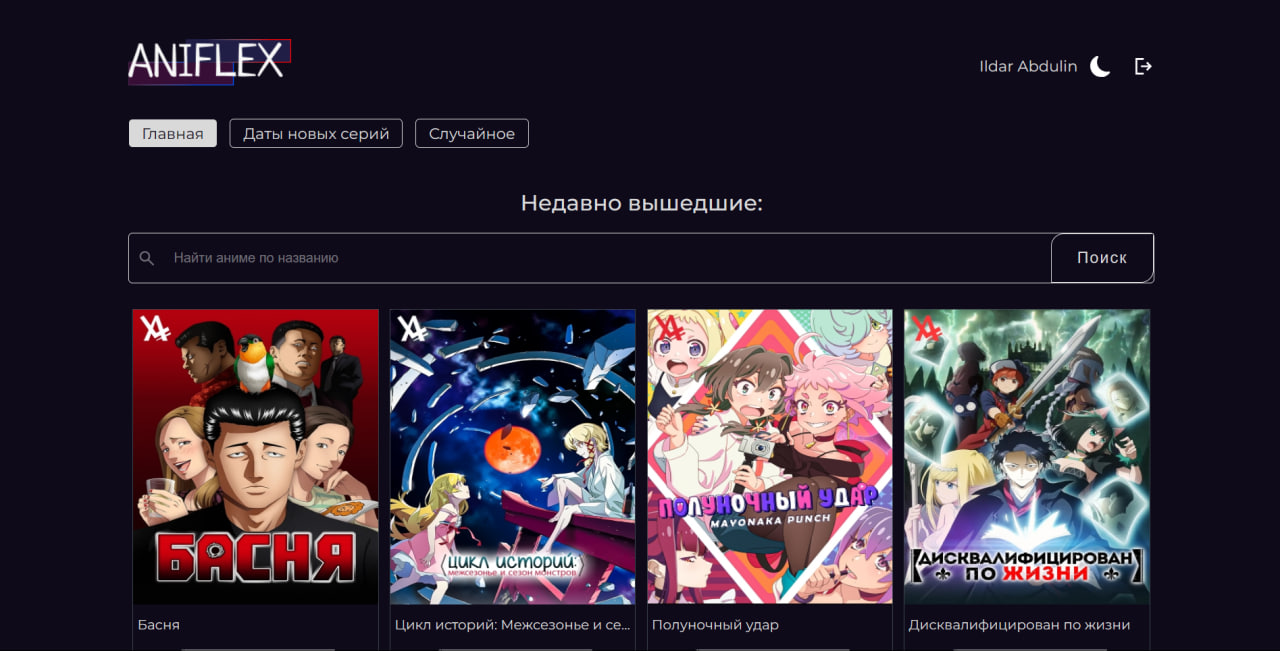 ANIFLEX
Ildar Abdulin
Главная
Даты новых серий
Случайное
Недавно вышедшие:
Найти аниме по названию
Поиск
БАСНЯ
ЦИКЛ ИСТОРИЙ:
МЕЖСЕЗОНЬЕ И СЕЗОН МОНСТРОВ
ПОЛУНОЧНЫЙ УДАР
MAYONAKA PUNCH
ДИСКВАЛИФИЦИРОВАН
ПО ЖИЗНИ
Басня
Цикл историй: Межсезонье и се...
Полуночный удар
Дисквалифицирован по жизни